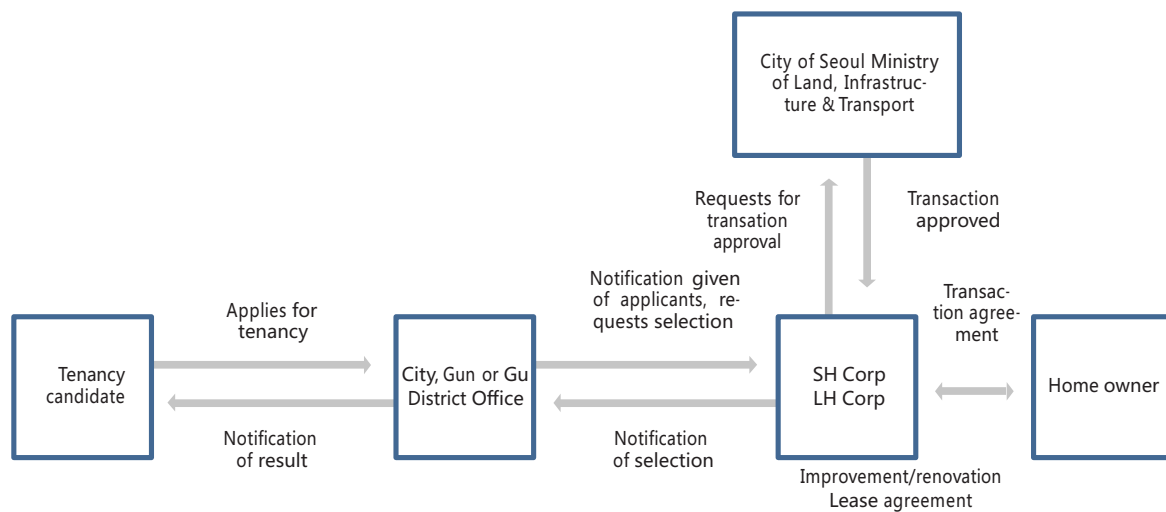 City of Seoul Ministry
of Land, Infrastruc-
ture & Transport
Requests for
transation
approval
Transaction
approved
Notification given
of applicants, re-
quests selection
Transac-
tion agree-
ment
Applies for
tenancy
Tenancy
candidate
City, Gun or Gu
District Office
SH Corp
LH Corp
Home owner
Notification
of result
Notification
of selection
Improvement/renovation
Lease agreement